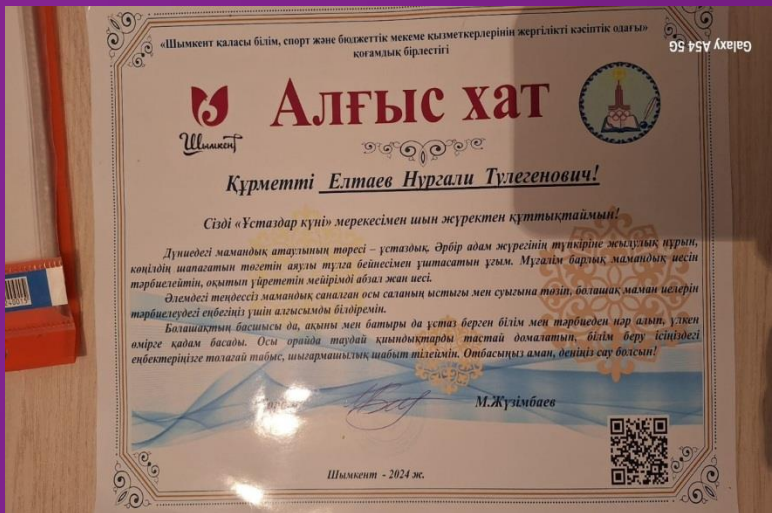 «Шымкент қаласы білім, спорт және бюджеттік мекеме қызметкерлерінің жергілікті кәсіптік одағы»
қоғамдық бірлестігі
Galaxy A54 5G
Шымкент
Алғыс хат
Құрметті Елтаев Нургали Тулегенович!
Сізді «Ұстаздар күні» мерекесімен шын жүректен құттықтаймын!
Дүниедегі мамандық атаулының төресі – ұстаздық. Әрбір адам жүрегінің түпкіріне жылулық нұрын,
көңілдің шапағатын төгетін аяулы тұлға бейнесімен ұштасатын ұғым. Мұғалім барлық мамандық иесін
тәрбиелейтін, оқытып үйрететін мейірімді абзал жан иесі.
Әлемдегі теңдессіз мамандық саналған осы саланың ыстығы мен суығына төзіп, болашақ маман иелерін
тәрбиелеудегі еңбегіңіз үшін алғысымды білдіремін.
Болашақтың басшысы да, ақыны мен батыры да ұстаз берген білім мен тәрбиеден нәр алып, үлкен
өмірге қадам басады. Осы орайда таудай қиындықтарды тастай домалатып, білім беру ісіңіздегі
еңбектеріңізге толағай табыс, шығармашылық шабыт тілеймін. Отбасыңыз аман, деніңіз сау болсын!
М.Жүзімбаев
Шымкент - 2024 ж.